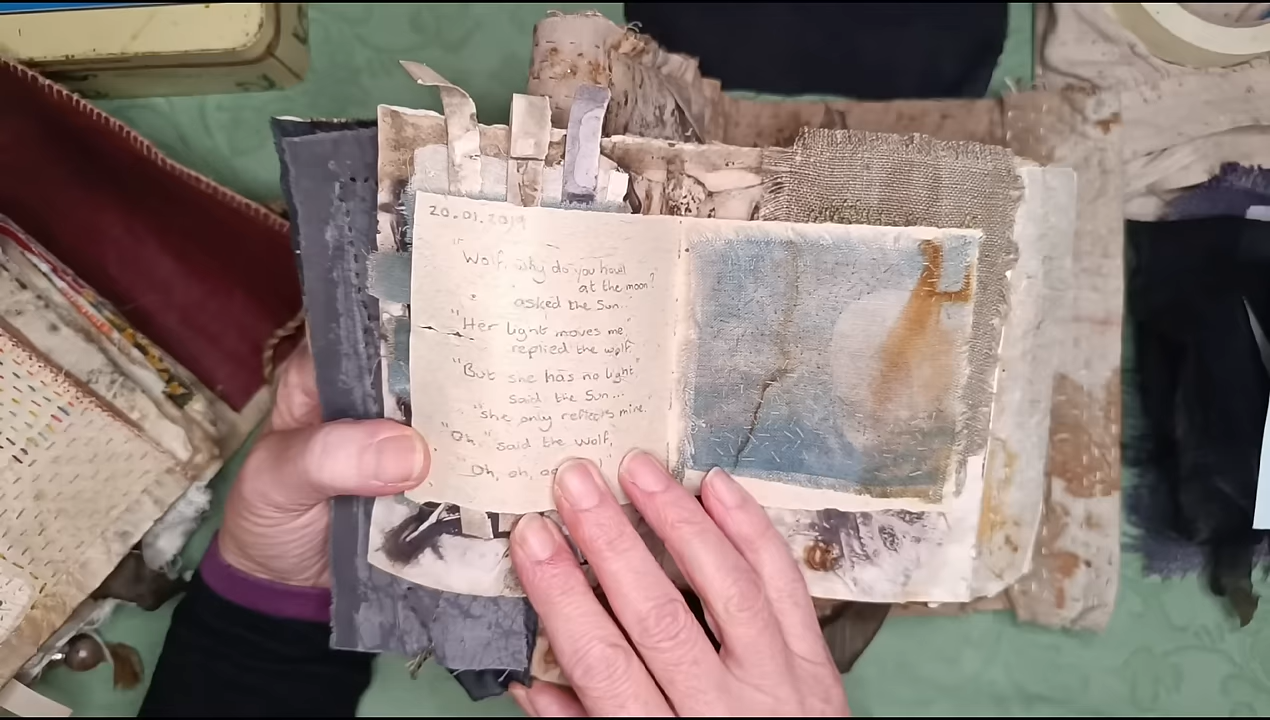 20.01.2019
"Wolf, why do you howl
at the moon?"
asked the Sun...
"Her light moves me,"
replied the wolf.
"But she has no light,"
said the Sun...
"she only reflects mine."
"Oh," said the Wolf,
"Oh, oh,